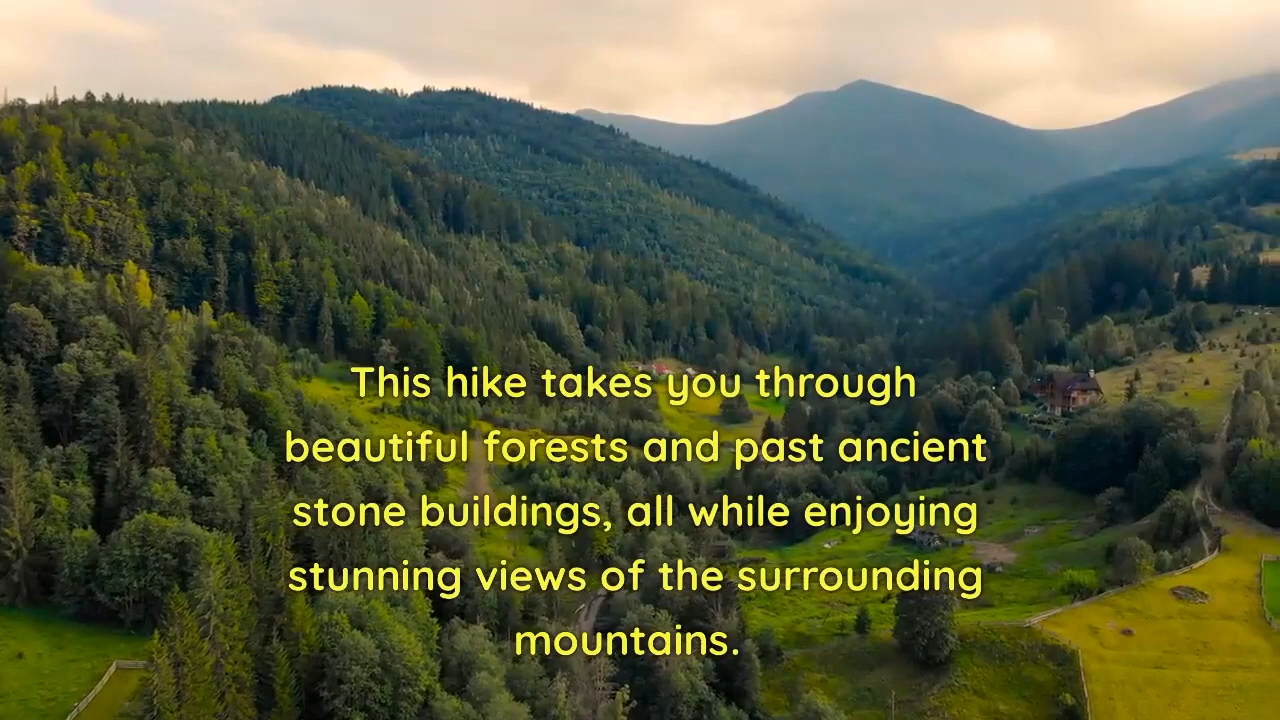 This hike takes you through
beautiful forests and past ancient
stone buildings, all while enjoying
stunning views of the surrounding
mountains.